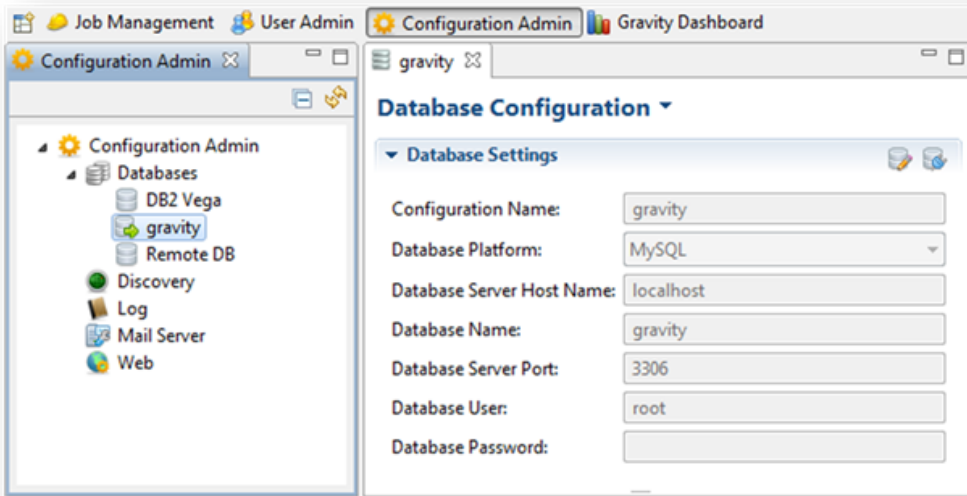 Job Management User Admin Configuration Admin Gravity Dashboard
Configuration Admin
Configuration Admin
Databases
DB2 Vega
gravity
Remote DB
Discovery
Log
Mail Server
Web
gravity
Database Configuration
Database Settings
Configuration Name: gravity
Database Platform: MySQL
Database Server Host Name: localhost
Database Name: gravity
Database Server Port: 3306
Database User: root
Database Password: